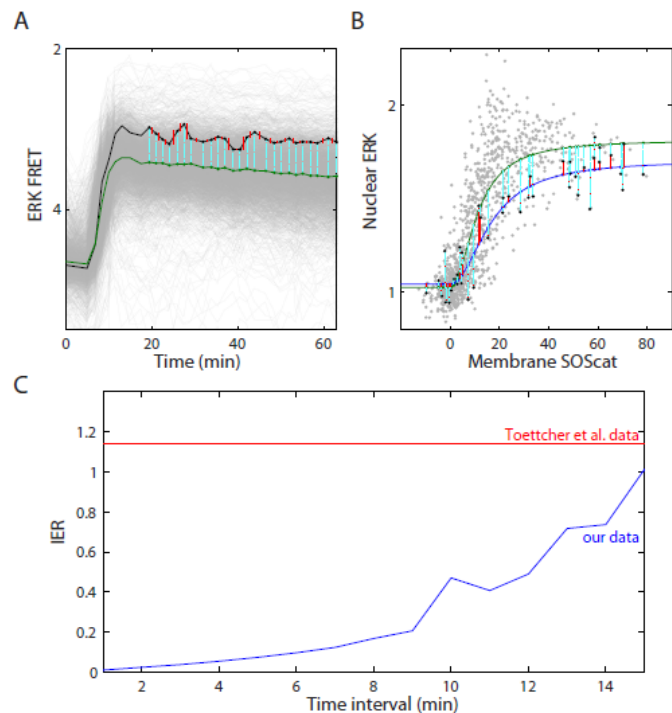 A
B
2
4
ERK FRET
0
20
40
60
Time (min)
2
1
Nuclear ERK
0
20
40
60
80
Membrane SOScat
C
1.2
1
0.8
0.6
0.4
0.2
0
IER
Toettcher et al. data
our data
2
4
6
8
10
12
14
Time interval (min)